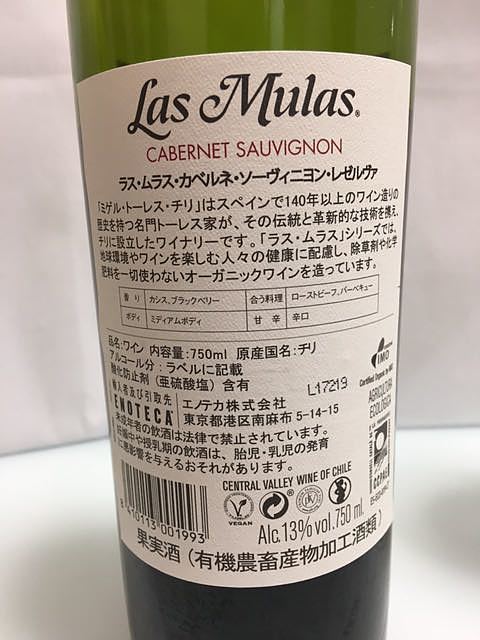 Las Mulas®
CABERNET SAUVIGNON
ラス・ムラス・カベルネ・ソーヴィニヨン・レゼルヴァ
「ミゲル・トーレス・チリ」はスペインで140年以上のワイン造りの
歴史を持つ名門トーレス家が、その伝統と革新的な技術を携え、
チリに設立したワイナリーです。「ラス・ムラス」シリーズでは、
地球環境やワインを楽しむ人々の健康に配慮し、除草剤や化学
肥料を一切使わないオーガニックワインを造っています。
香り カシス、ブラックベリー 合う料理 ローストビーフ、バーベキュー
ボディ ミディアムボディ 甘辛 辛口
品名:ワイン 内容量:750ml 原産国名:チリ
アルコール分:ラベルに記載
酸化防止剤(亜硫酸塩)含有
L17219
輸入者及び引取先
ENOTECA エノテカ株式会社
東京都港区南麻布 5-14-15
未成年者の飲酒は法律で禁止されています。
妊娠中や授乳期の飲酒は、胎児・乳児の発育
に悪影響を与えるおそれがあります。
IMO
AGRICULTURA
ECOLÓGICA
CCPAE
CENTRAL VALLEY WINE OF CHILE
VEGAN
8 410113 001993
Alc.13%vol.750 ml.
果実酒(有機農畜産物加工酒類)